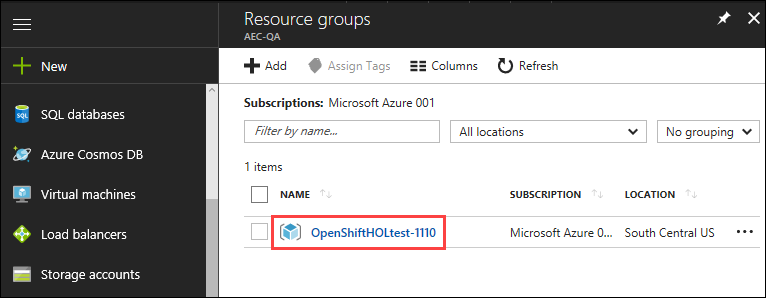 Resource groups
AEC-QA
New
SQL databases
Azure Cosmos DB
Virtual machines
Load balancers
Storage accounts
Add Assign Tags Columns Refresh
Subscriptions: Microsoft Azure 001
Filter by name... All locations No grouping
1 items
NAME SUBSCRIPTION LOCATION
OpenShiftHOLtest-1110 Microsoft Azure 0... South Central US